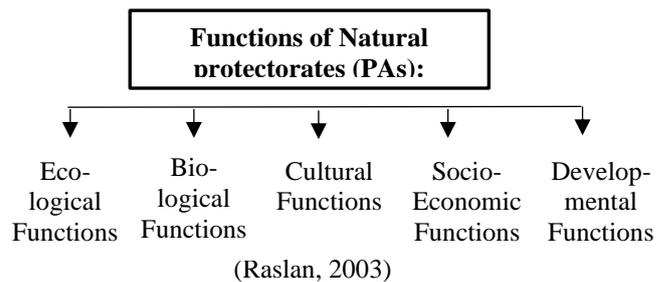 Functions of Natural
protectorates (PAs):
Eco-
logical
Functions
Bio-
logical
Functions
Cultural
Functions
Socio-
Economic
Functions
Develop-
mental
Functions
(Raslan, 2003)